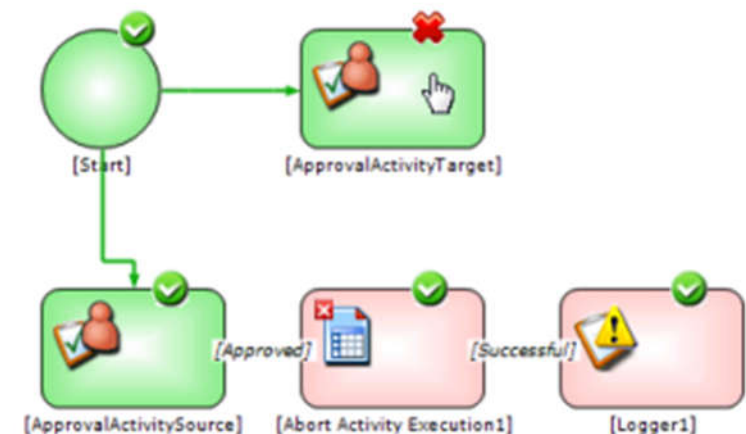 [Start]
[ApprovalActivityTarget]
[Approved]
[Successful]
[ApprovalActivitySource]
[Abort Activity Execution1]
[Logger1]